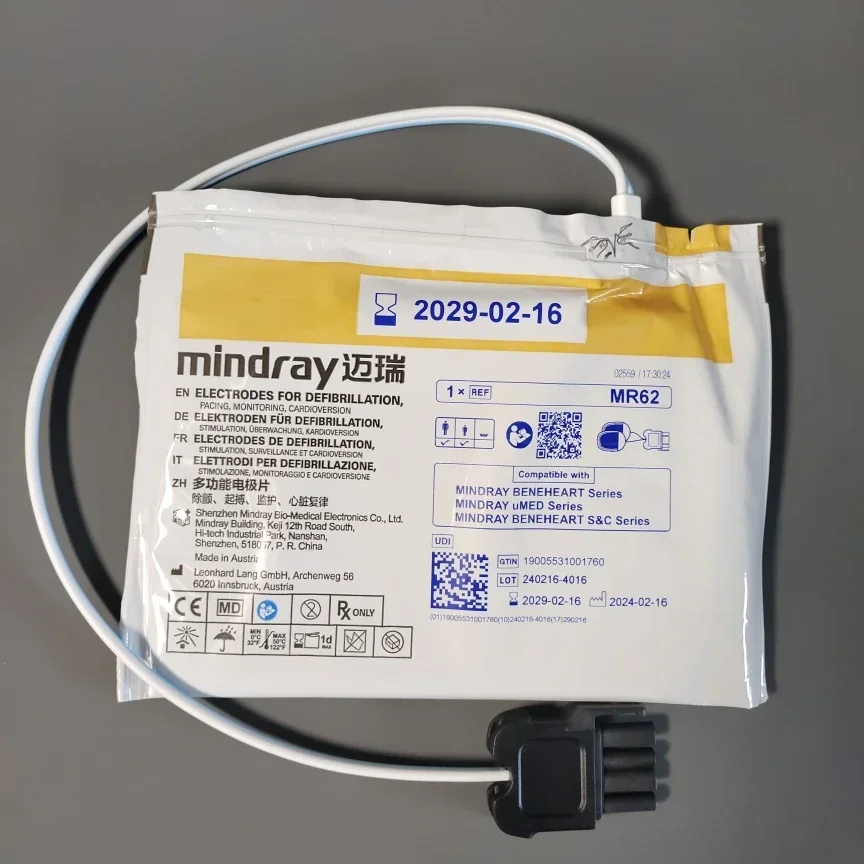 2029-02-16
mindray迈瑞
02559 / 17:30:24
1 × REF MR62
EN ELECTRODES FOR DEFIBRILLATION,
PACING, MONITORING, CARDIOVERSION
DE ELEKTRODEN FÜR DEFIBRILLATION,
STIMULATION, ÜBERWACHUNG, KARDIOVERSION
FR ELECTRODES DE DEFIBRILLATION,
STIMULATION, SURVEILLANCE ET CARDIOVERSION
IT ELETTRODI PER DEFIBRILLAZIONE,
STIMOLAZIONE, MONITORAGGIO E CARDIOVERSIONE
ZH 多功能电极片
除颤、起搏、监护、心脏复律
Shenzhen Mindray Bio-Medical Electronics Co., Ltd.
Mindray Building, Keji 12th Road South,
Hi-tech Industrial Park, Nanshan,
Shenzhen, 518057, P. R. China
Made in Austria
Leonhard Lang GmbH, Archenweg 56
6020 Innsbruck, Austria
CE MD Rx ONLY
MIN 0°C 32°F MAX 50°C 122°F
1d MAX
Compatible with
MINDRAY BENEHEART Series
MINDRAY uMED Series
MINDRAY BENEHEART S&C Series
UDI
GTIN 19005531001760
LOT 240216-4016
2029-02-16 2024-02-16
(01)19005531001760(10)240216-4016(17)290216